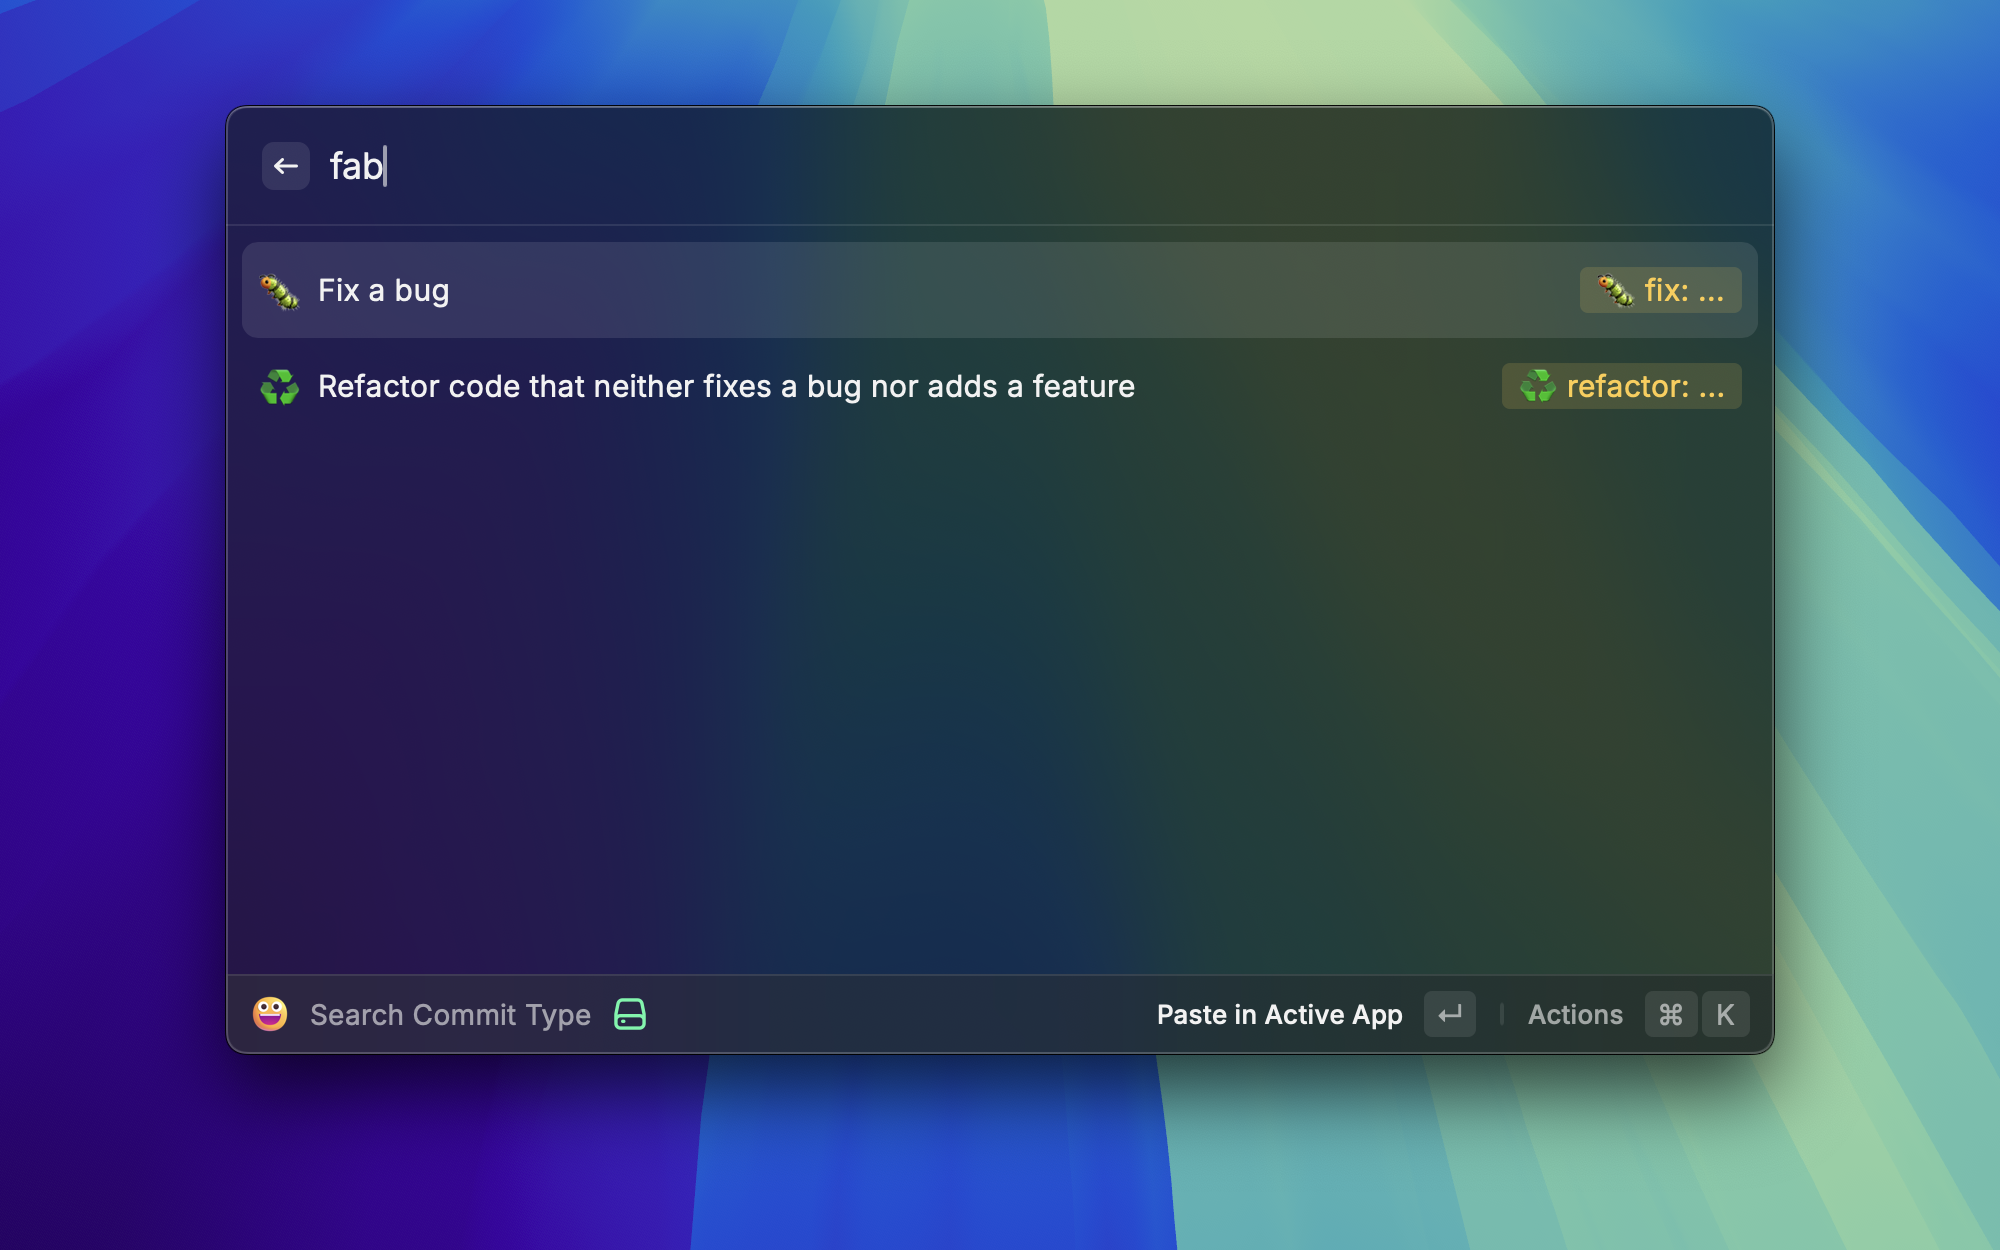 fab
Fix a bug
fix: ...
Refactor code that neither fixes a bug nor adds a feature
refactor: ...
Search Commit Type
Paste in Active App
Actions
⌘ K